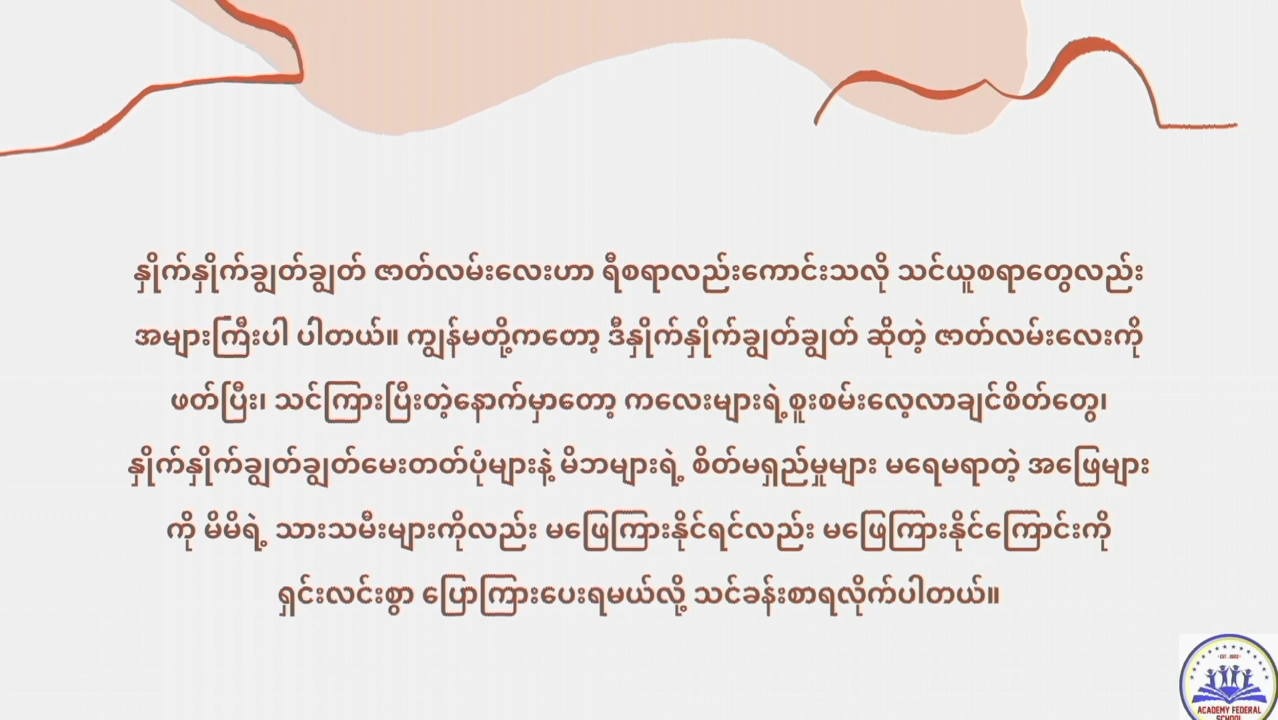 နှိုက်နှိုက်ချွတ်ချွတ် ဇာတ်လမ်းလေးဟာ ရီစရာလည်းကောင်းသလို သင်ယူစရာတွေလည်း
အများကြီးပါ ပါတယ်။ ကျွန်မတို့ကတော့ ဒီနှိုက်နှိုက်ချွတ်ချွတ် ဆိုတဲ့ ဇာတ်လမ်းလေးကို
ဖတ်ပြီး၊ သင်ကြားပြီးတဲ့နောက်မှာတော့ ကလေးများရဲ့စူးစမ်းလေ့လာချင်စိတ်တွေ၊
နှိုက်နှိုက်ချွတ်ချွတ်မေးတတ်ပုံများနဲ့ မိဘများရဲ့ စိတ်မရှည်မှုများ မရေမရာတဲ့ အဖြေများ
ကို မိမိရဲ့ သားသမီးများကိုလည်း မဖြေကြားနိုင်ရင်လည်း မဖြေကြားနိုင်ကြောင်းကို
ရှင်းလင်းစွာ ပြောကြားပေးရမယ်လို့ သင်ခန်းစာရလိုက်ပါတယ်။
EST . 2022
ACADEMY FEDERAL
SCHOOL